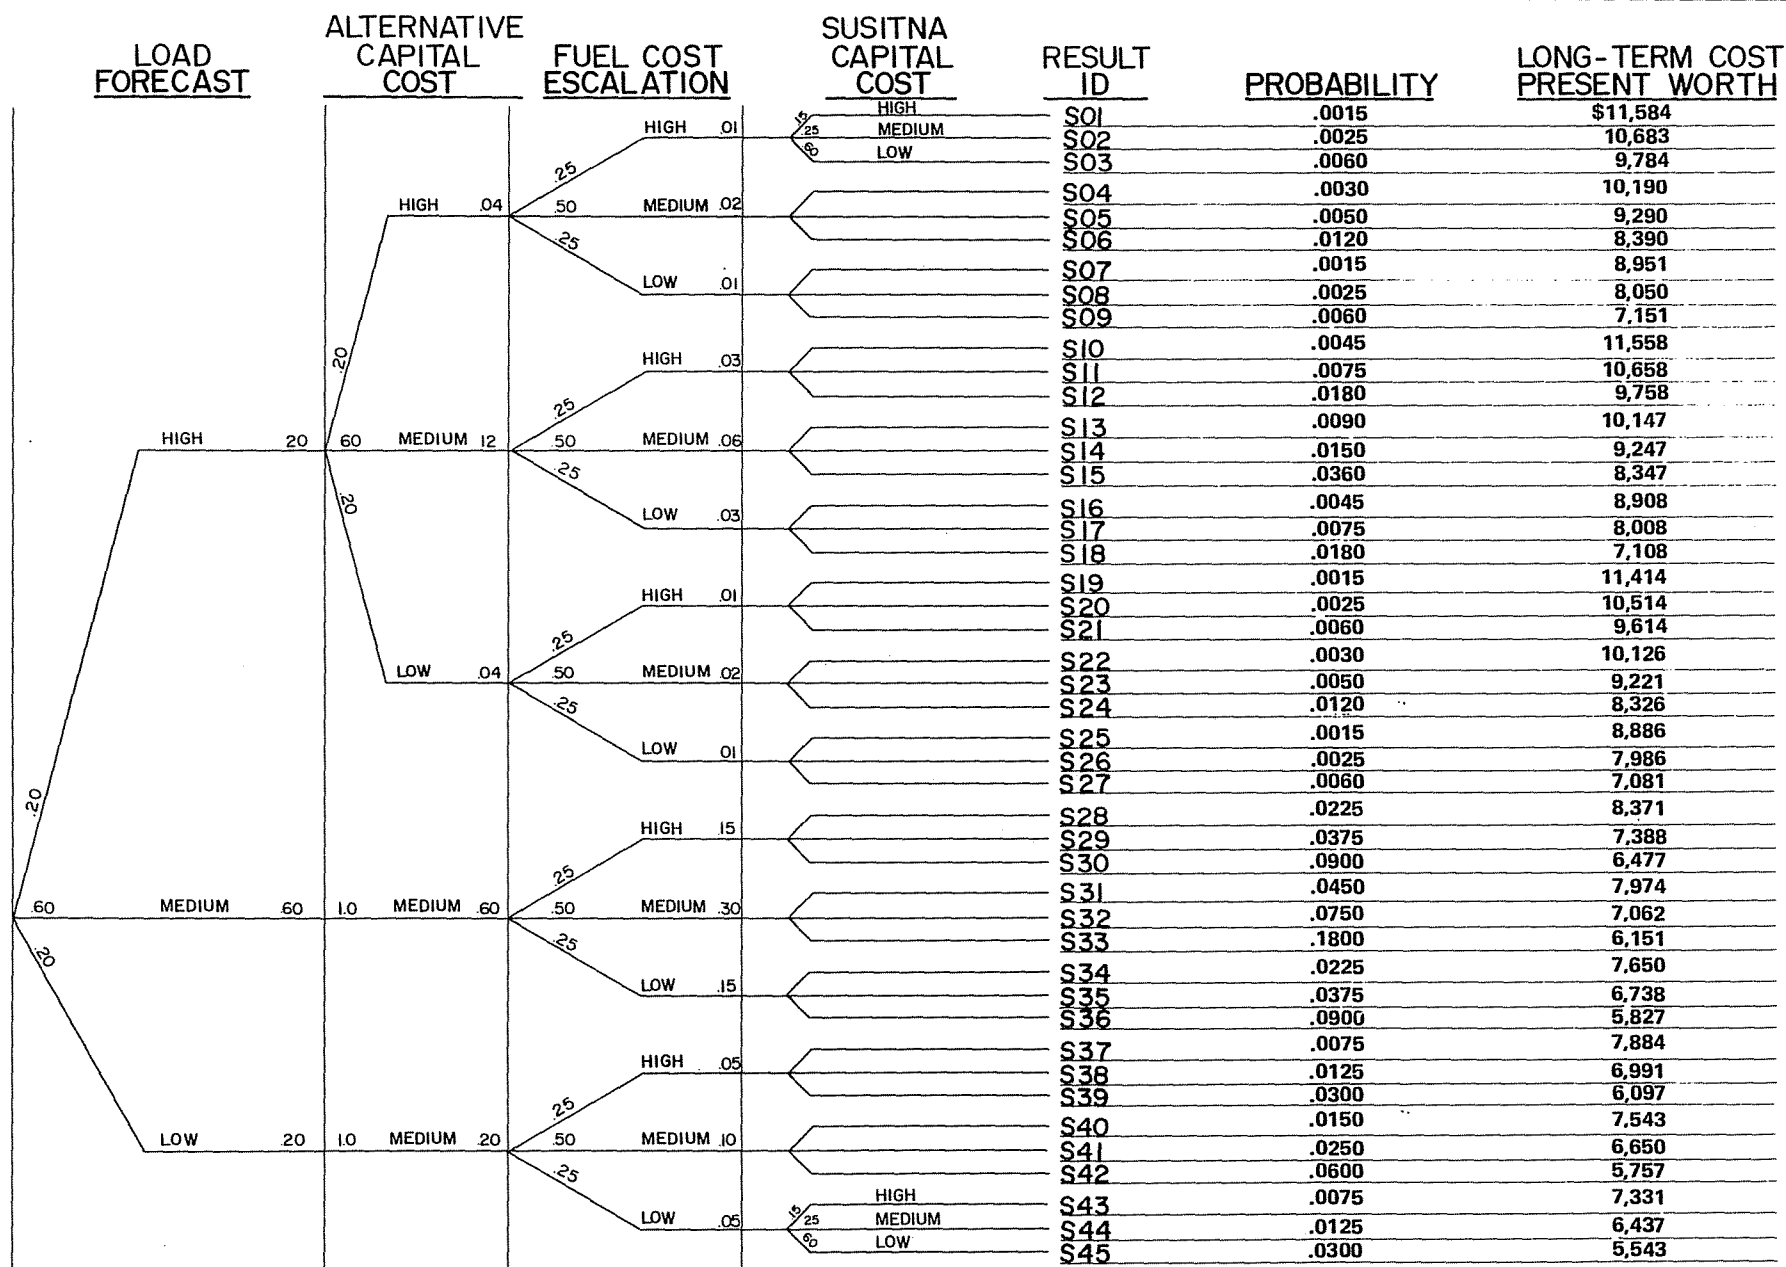 LOAD
FORECAST
ALTERNATIVE
CAPITAL
COST
FUEL COST
ESCALATION
SUSITNA
CAPITAL
COST
RESULT
ID
PROBABILITY
LONG-TERM COST
PRESENT WORTH
.15 HIGH S01 .0015 $11,584
HIGH .01 .25 MEDIUM S02 .0025 10,683
.60 LOW S03 .0060 9,784
.25
S04 .0030 10,190
HIGH .04 .50 MEDIUM .02 S05 .0050 9,290
S06 .0120 8,390
.25
S07 .0015 8,951
LOW .01 S08 .0025 8,050
S09 .0060 7,151
.20
S10 .0045 11,558
HIGH .03 S11 .0075 10,658
S12 .0180 9,758
.25
S13 .0090 10,147
HIGH .20 .60 MEDIUM .12 .50 MEDIUM .06 S14 .0150 9,247
S15 .0360 8,347
.25
.20
S16 .0045 8,908
LOW .03 S17 .0075 8,008
S18 .0180 7,108
S19 .0015 11,414
HIGH .01 S20 .0025 10,514
S21 .0060 9,614
.25
S22 .0030 10,126
LOW .04 .50 MEDIUM .02 S23 .0050 9,221
S24 .0120 8,326
.25
S25 .0015 8,886
LOW .01 S26 .0025 7,986
S27 .0060 7,081
.20
S28 .0225 8,371
HIGH .15 S29 .0375 7,388
S30 .0900 6,477
.25
S31 .0450 7,974
.60 MEDIUM .60 1.0 MEDIUM .60 .50 MEDIUM .30 S32 .0750 7,062
S33 .1800 6,151
.20
.25
S34 .0225 7,650
LOW .15 S35 .0375 6,738
S36 .0900 5,827
S37 .0075 7,884
HIGH .05 S38 .0125 6,991
S39 .0300 6,097
.25
S40 .0150 7,543
LOW .20 1.0 MEDIUM .20 .50 MEDIUM .10 S41 .0250 6,650
S42 .0600 5,757
.25
.15 HIGH S43 .0075 7,331
LOW .05 .25 MEDIUM S44 .0125 6,437
.60 LOW S45 .0300 5,543